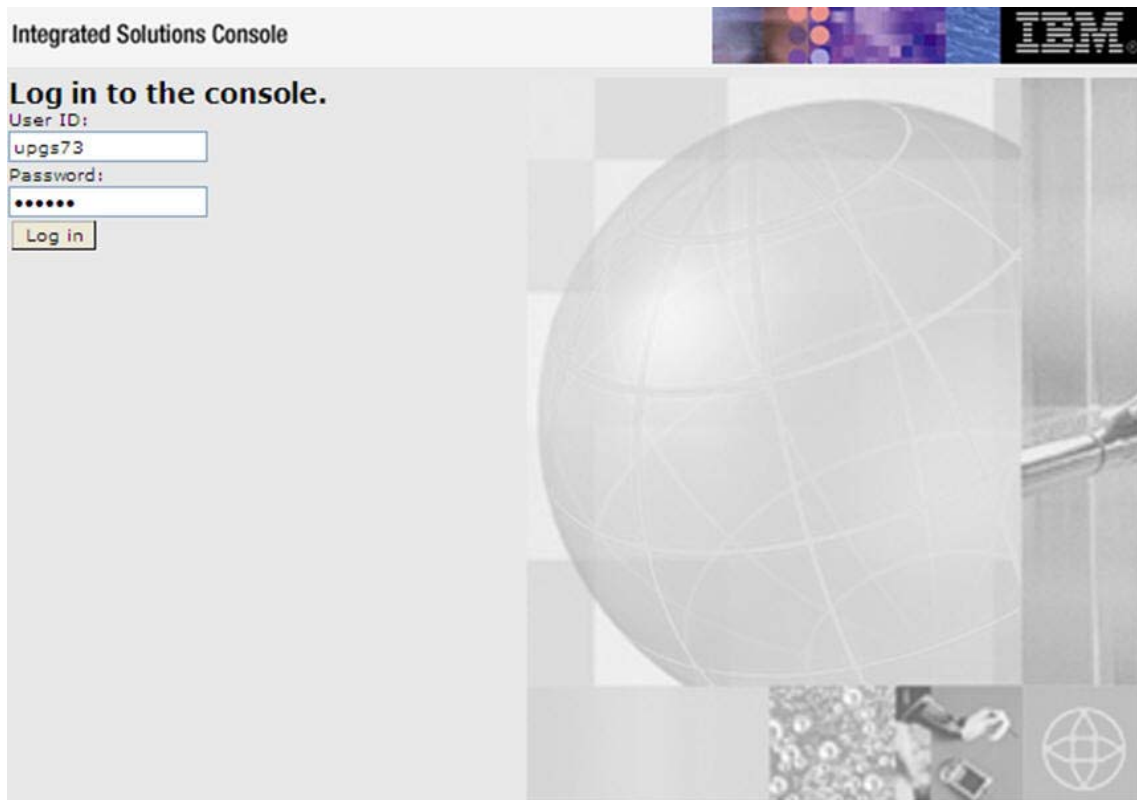 Integrated Solutions Console
IBM®
Log in to the console.
User ID:
upgs73
Password:
••••••
Log in